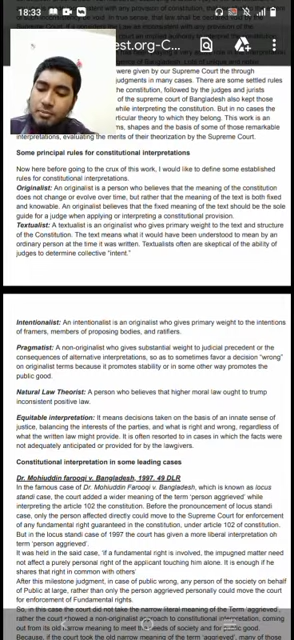 18:33
est.org-C...
were given by our Supreme Court the through
judgments in many cases. There are some settled rules
the constitution, followed by the judges and jurists
of the supreme court of Bangladesh also kept those
while interpreting the constitution. But in no cases the
rticular theory to which they belong. This work is an
ms, shapes and the basis of some of those remarkable
interpretations, evaluating the merits of their theorization by the Supreme Court.
Some principal rules for constitutional interpretations
Now here before going to the crux of this work, I would like to define some established
rules for constitutional interpretations.
Originalist: An originalist is a person who believes that the meaning of the constitution
does not change or evolve over time, but rather the meaning of the text is both fixed
and knowable. An originalist believes that the fixed meaning of the text should be the sole
guide for a judge when applying or interpreting a constitutional provision.
Textualist: A textualist is an originalist who gives primary weight to the text and structure
of the Constitution. The text means what it would have been understood to mean by an
ordinary person at the time it was written. Textualists often are skeptical of the ability of
judges to determine collective "intent."
Intentionalist: An intentionalist is an originalist who gives primary weight to the intentions
of framers, members of proposing bodies, and ratifiers.
Pragmatist: A non-originalist who gives substantial weight to judicial precedent or the
consequences of alternative interpretations, so as to sometimes favor a decision "wrong"
on originalist terms because it promotes stability or in some other way promotes the
public good.
Natural Law Theorist: A person who believes that higher moral law ought to trump
inconsistent positive law.
Equitable interpretation: It means decisions taken on the basis of an innate sense of
justice, balancing the interests of the parties, and what is right and wrong, regardless of
what the written law might provide. It is often resorted to in cases in which the facts were
not adequately anticipated or provided for by the lawgivers.
Constitutional interpretation in some leading cases
Dr. Mohiuddin farooqi v. Bangladesh, 1997, 49 DLR
In the famous case of Dr. Mohiuddin Farooqi v. Bangladesh, which is known as locus
standi case, the court added a wider meaning of the term 'person aggrieved' while
interpreting the article 102 the constitution. Before the pronouncement of locus standi
case, only the person affected directly could move to the Supreme Court for enforcement
of any fundamental right guaranteed in the constitution, under article 102 of constitution.
But in the locus standi case of 1997 the court has given a more liberal interpretation oh
term 'person aggrieved'.
It was held in the said case, 'if a fundamental right is involved, the impugned matter need
not affect a purely personal right of the applicant touching him alone. It is enough if he
shares that right in common with others'
After this milestone judgment, in case of public wrong, any person of the society on behalf
of Public at large, rather than only the person aggrieved personally could move the court
for enforcement of Fundamental rights.
So, in this case the court did not take the narrow literal meaning of the Term 'aggrieved',
rather the court showed a non-originalist approach to constitutional interpretation, coming
out from its narrow meaning to meet the needs of society and for the society's good.
Because, if the court took the old narrow meaning of the term 'aggrieved', many of those